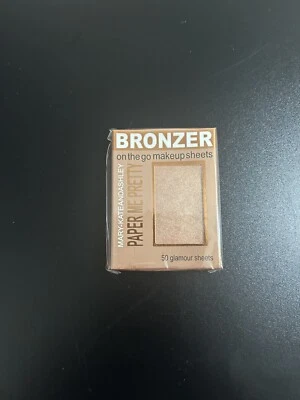 BRONZER
on the go makeup sheets
MARY-KATEANDASHLEY
PAPER ME PRETTY
50 glamour sheets